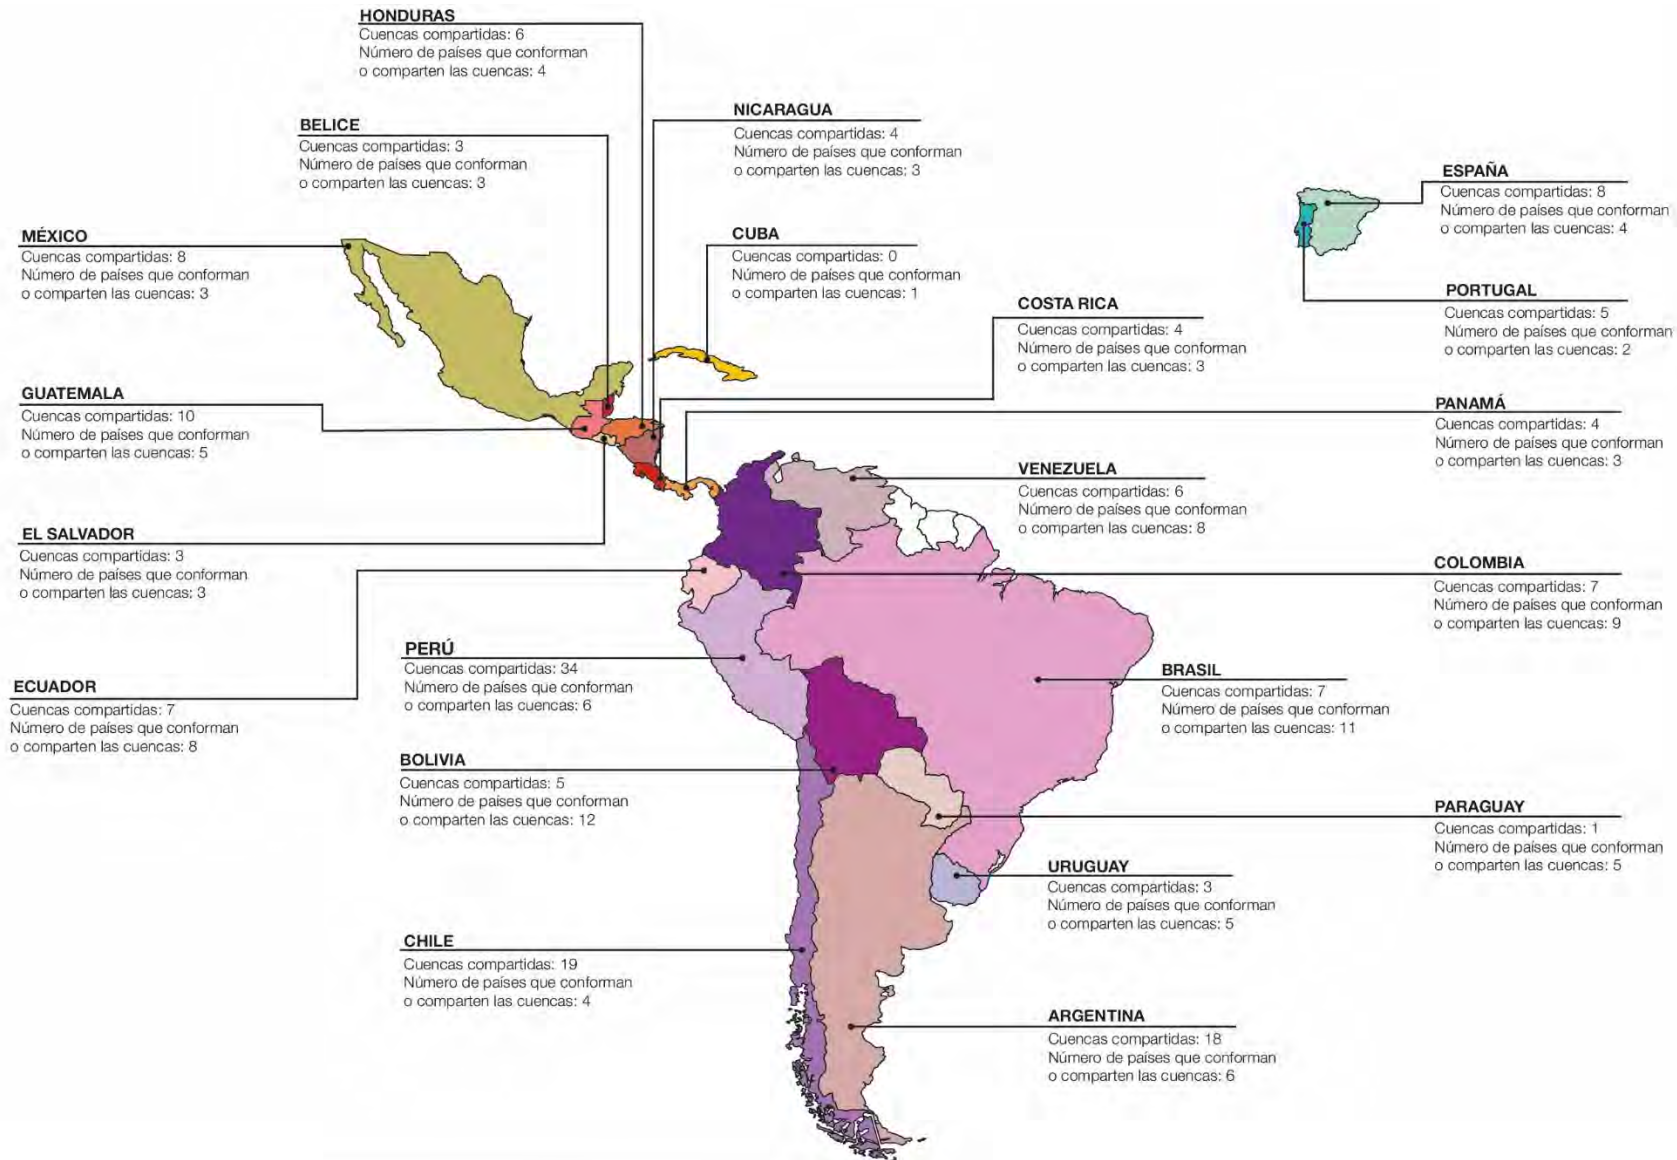 HONDURAS
Cuencas compartidas: 6
Número de países que conforman
o comparten las cuencas: 4
NICARAGUA
Cuencas compartidas: 4
Número de países que conforman
o comparten las cuencas: 3
BELICE
Cuencas compartidas: 3
Número de países que conforman
o comparten las cuencas: 3
ESPAÑA
Cuencas compartidas: 8
Número de países que conforman
o comparten las cuencas: 4
MÉXICO
Cuencas compartidas: 8
Número de países que conforman
o comparten las cuencas: 3
CUBA
Cuencas compartidas: 0
Número de países que conforman
o comparten las cuencas: 1
PORTUGAL
Cuencas compartidas: 5
Número de países que conforman
o comparten las cuencas: 2
COSTA RICA
Cuencas compartidas: 4
Número de países que conforman
o comparten las cuencas: 3
GUATEMALA
Cuencas compartidas: 10
Número de países que conforman
o comparten las cuencas: 5
PANAMÁ
Cuencas compartidas: 4
Número de países que conforman
o comparten las cuencas: 3
VENEZUELA
Cuencas compartidas: 6
Número de países que conforman
o comparten las cuencas: 8
EL SALVADOR
Cuencas compartidas: 3
Número de países que conforman
o comparten las cuencas: 3
COLOMBIA
Cuencas compartidas: 7
Número de países que conforman
o comparten las cuencas: 9
PERÚ
Cuencas compartidas: 34
Número de países que conforman
o comparten las cuencas: 6
BRASIL
Cuencas compartidas: 7
Número de países que conforman
o comparten las cuencas: 11
ECUADOR
Cuencas compartidas: 7
Número de países que conforman
o comparten las cuencas: 8
BOLIVIA
Cuencas compartidas: 5
Número de países que conforman
o comparten las cuencas: 12
PARAGUAY
Cuencas compartidas: 1
Número de países que conforman
o comparten las cuencas: 5
URUGUAY
Cuencas compartidas: 3
Número de países que conforman
o comparten las cuencas: 5
CHILE
Cuencas compartidas: 19
Número de países que conforman
o comparten las cuencas: 4
ARGENTINA
Cuencas compartidas: 18
Número de países que conforman
o comparten las cuencas: 6